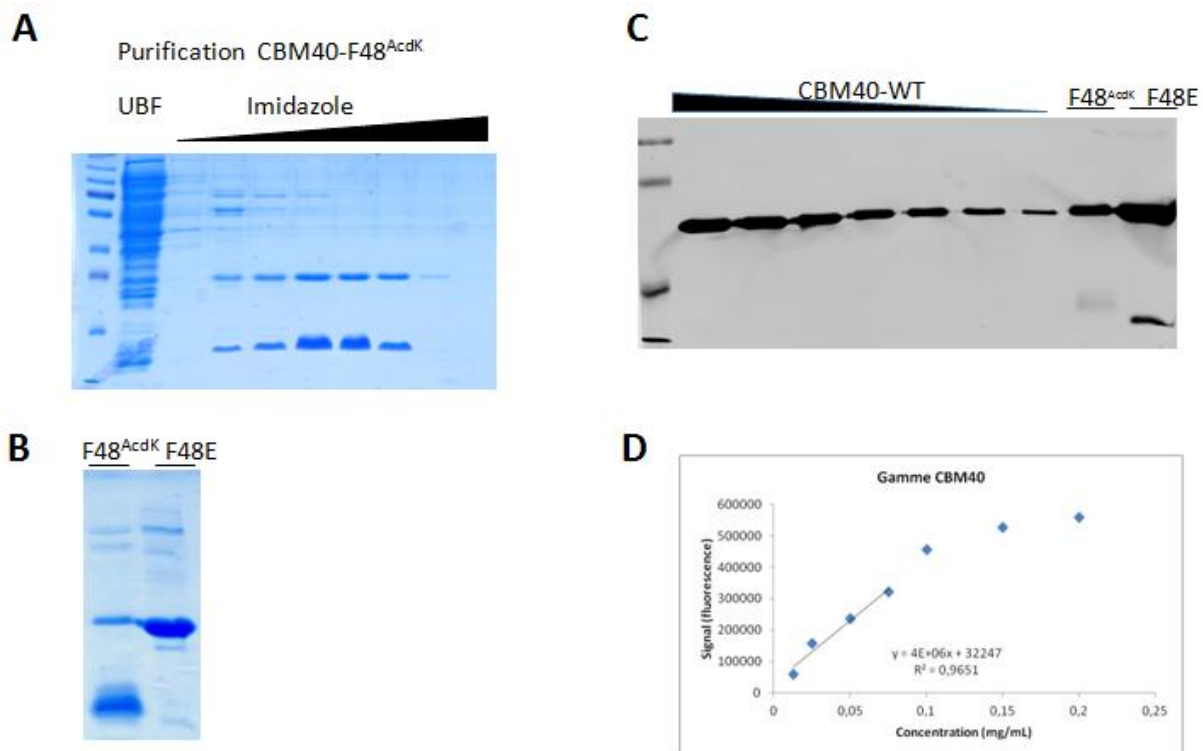 A
Purification CBM40-F48AcdK
UBF Imidazole
B
F48AcdK F48E
C
CBM40-WT
F48AcdK F48E
D
Gamme CBM40
Signal (fluorescence)
600000
500000
400000
300000
200000
100000
0
y = 4E+06x + 32247
R² = 0,9651
0 0,05 0,1 0,15 0,2 0,25
Concentration (mg/mL)